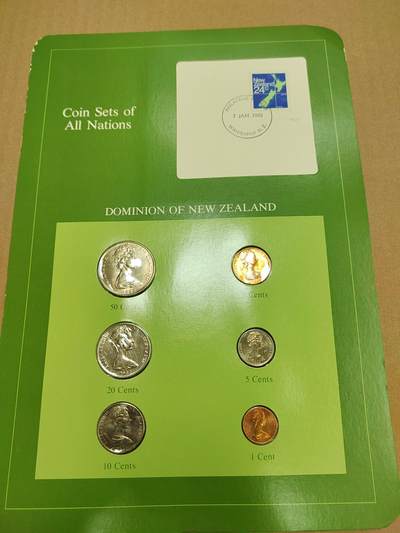 Coin Sets of
All Nations
New
Zealand
24c
DOMINION OF NEW ZEALAND
50
Cents
20 Cents
5 Cents
10 Cents
1 Cent